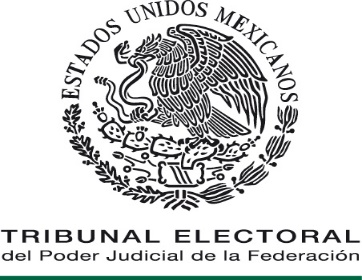 ESTADOS UNIDOS MEXICANOS
TRIBUNAL ELECTORAL
del Poder Judicial de la Federación